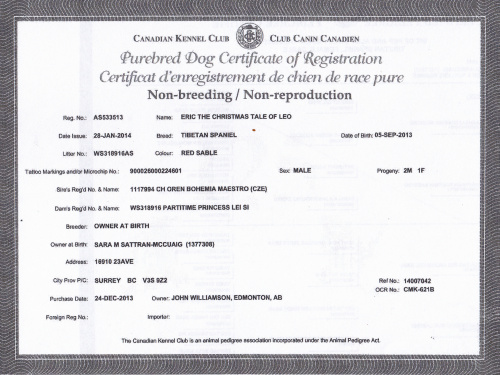 CANADIAN KENNEL CLUB CLUB CANIN CANADIEN
Purebred Dog Certificate of Registration
Certificat d'enregistrement de chien de race pure
Non-breeding / Non-reproduction
Reg. No.: AS533513 Name: ERIC THE CHRISTMAS TALE OF LEO
Date Issue: 28-JAN-2014 Breed: TIBETAN SPANIEL Date of Birth: 05-SEP-2013
Litter No.: WS318916AS Colour: RED SABLE
Tattoo Markings and/or Microchip No.: 900026000224601 Sex: MALE Progeny: 2M 1F
Sire's Reg'd No. & Name: 1117994 CH OREN BOHEMIA MAESTRO (CZE)
Dam's Reg'd No. & Name: WS318916 PARTITIME PRINCESS LEI SI
Breeder: OWNER AT BIRTH
Owner at Birth: SARA M SATTRAN-MCCUAIG (1377308)
Address: 16910 23AVE
City Prov P/C: SURREY BC V3S 9Z2 Ref No.: 14007042
OCR No.: CMK-621B
Purchase Date: 24-DEC-2013 Owner: JOHN WILLIAMSON, EDMONTON, AB
Foreign Reg No.: Importer:
The Canadian Kennel Club is an animal pedigree association incorporated under the Animal Pedigree Act.